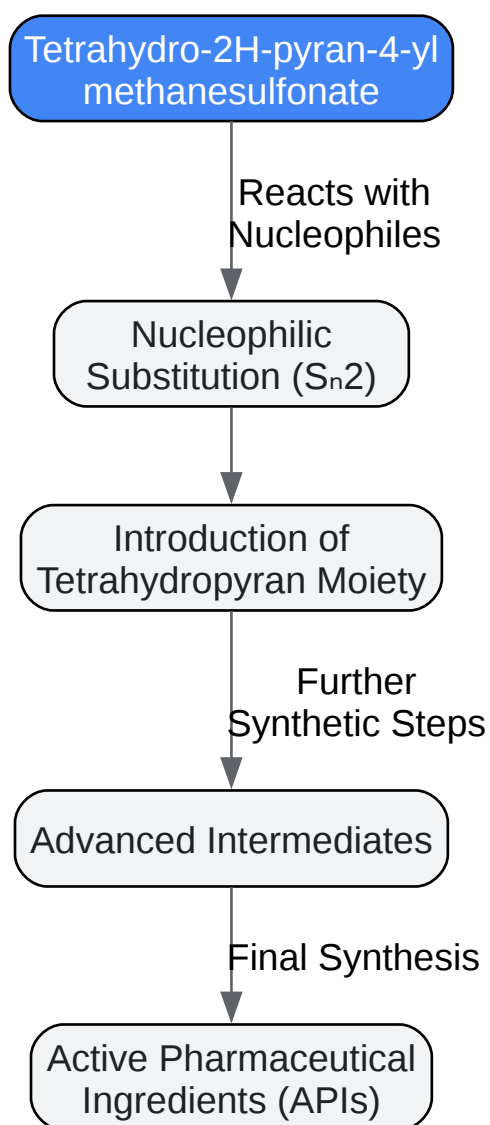 Tetrahydro-2H-pyran-4-yl
methanesulfonate
Reacts with
Nucleophiles
Nucleophilic
Substitution (Sₙ2)
Introduction of
Tetrahydropyran Moiety
Further
Synthetic Steps
Advanced Intermediates
Final Synthesis
Active Pharmaceutical
Ingredients (APIs)